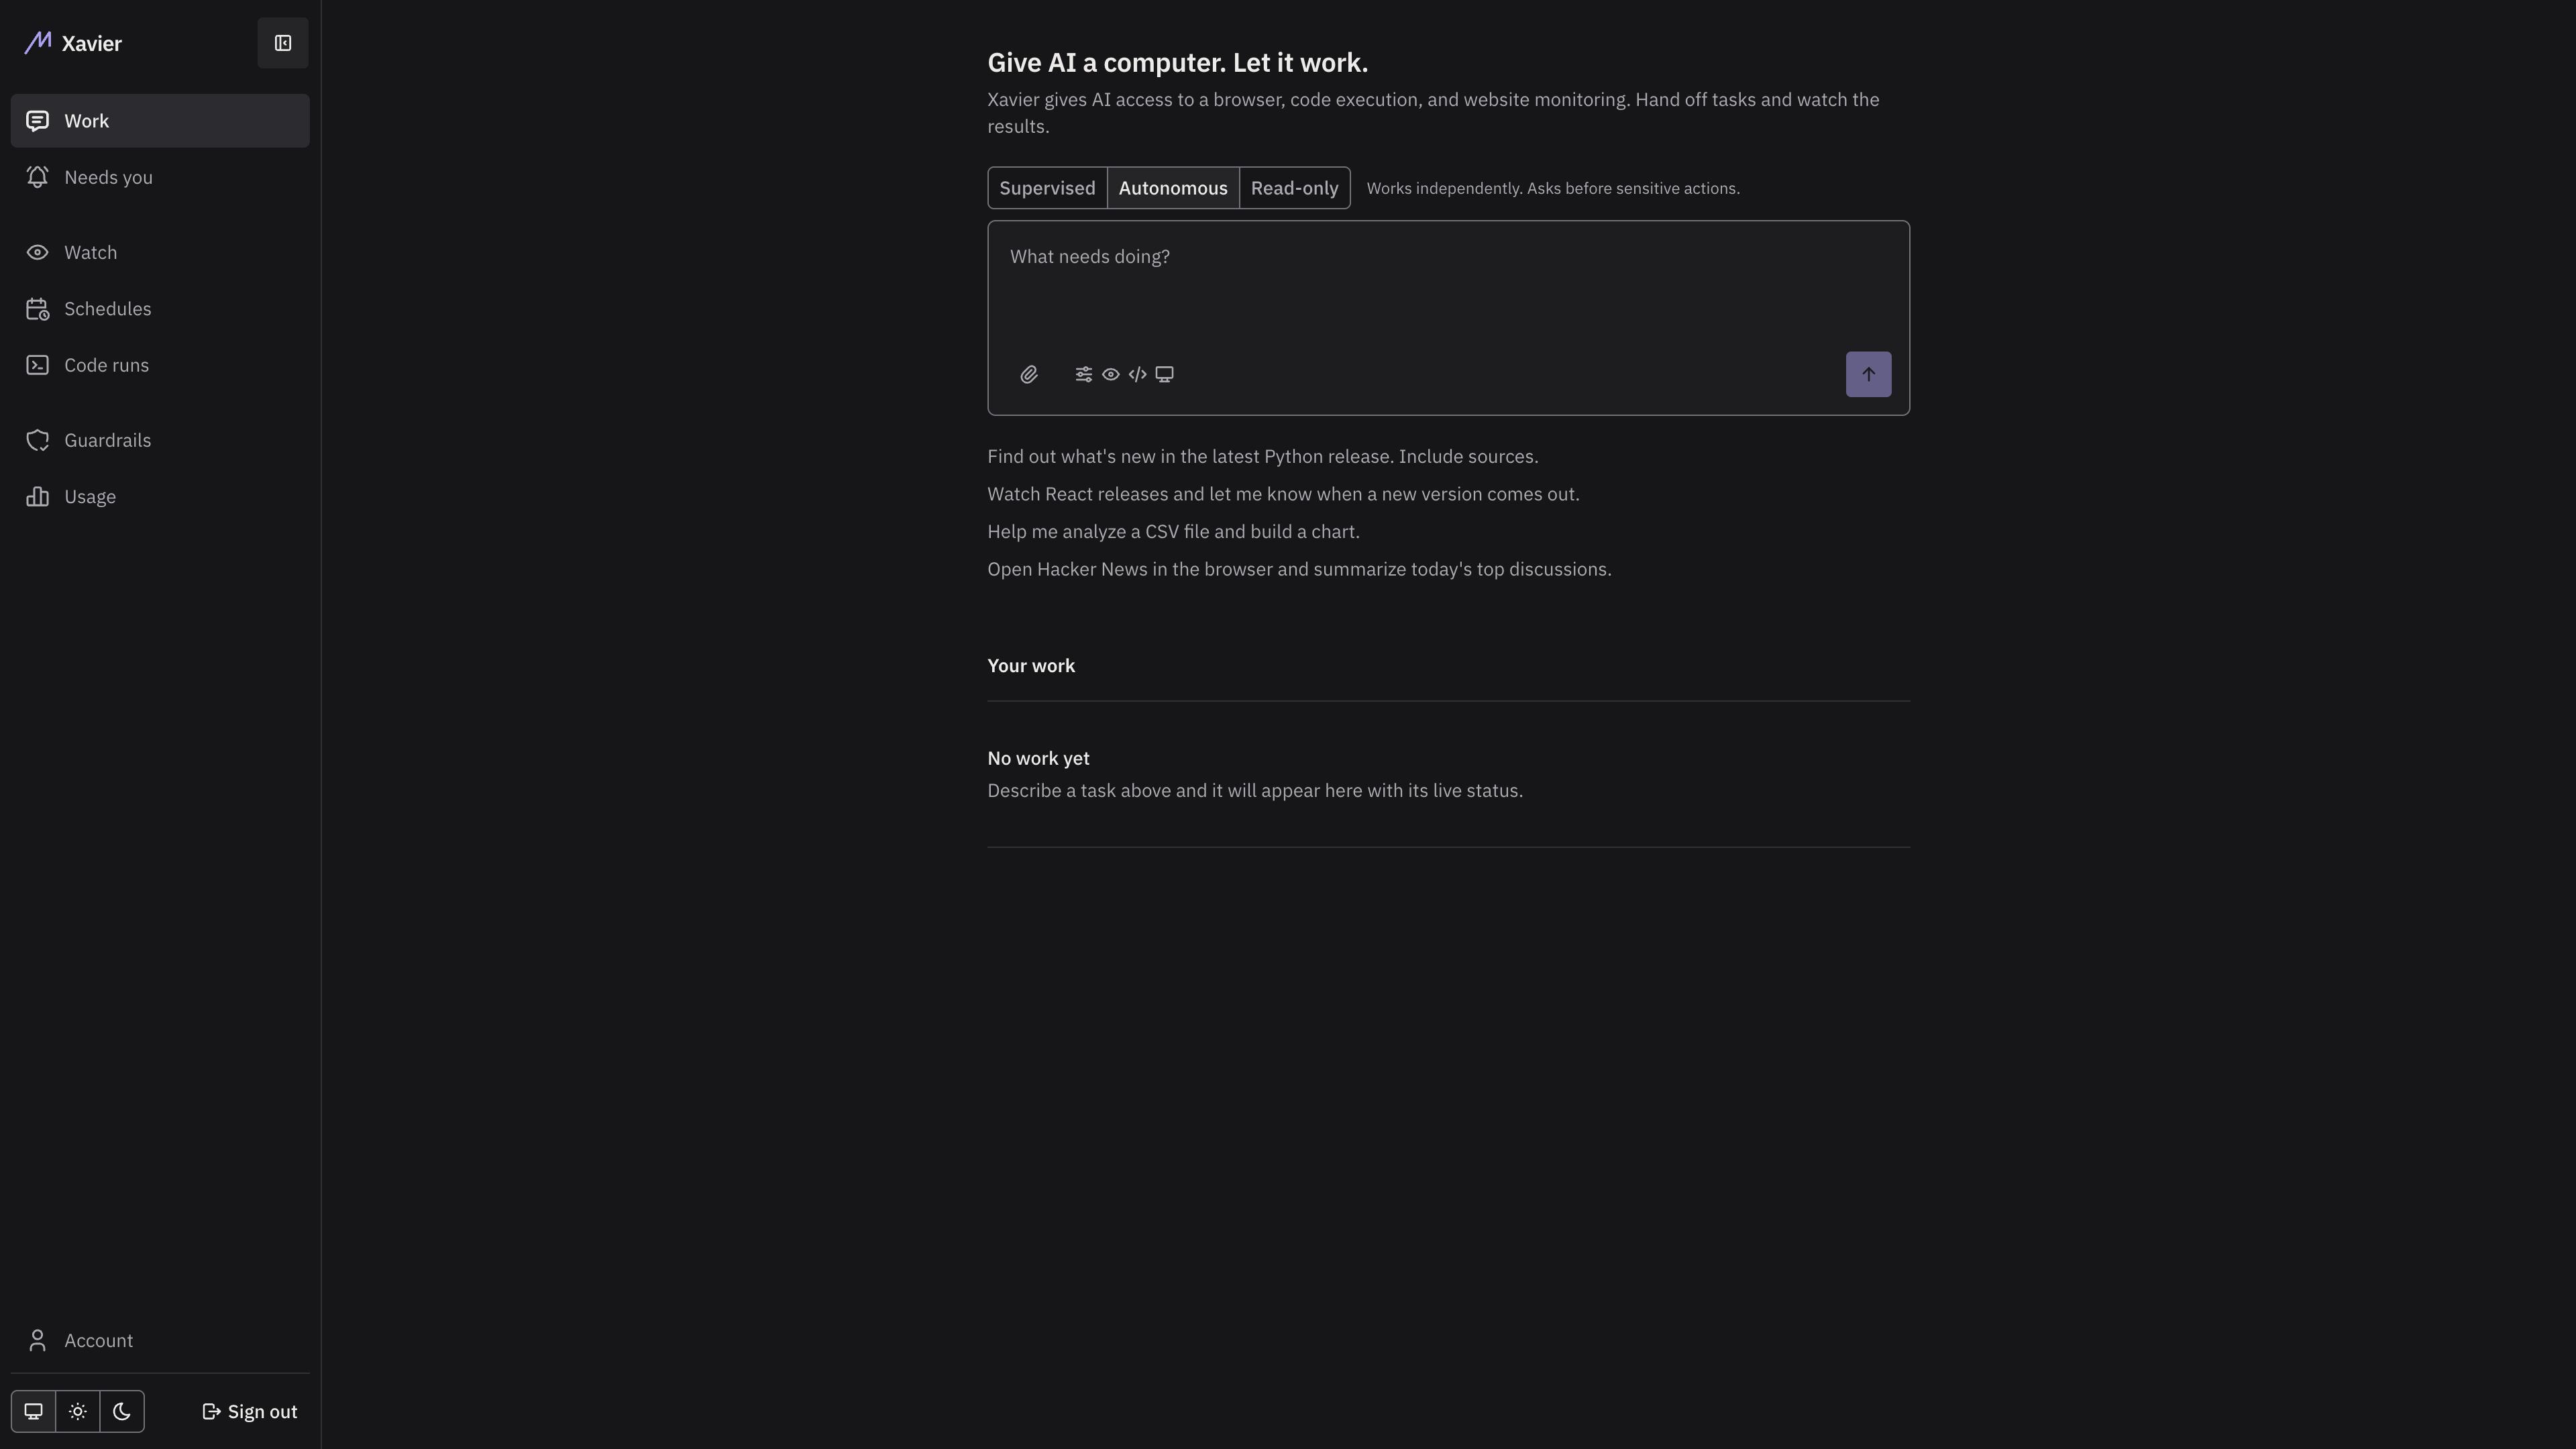 Xavier
Work
Needs you
Watch
Schedules
Code runs
Guardrails
Usage
Account
Sign out
Give AI a computer. Let it work.
Xavier gives AI access to a browser, code execution, and website monitoring. Hand off tasks and watch the
results.
Supervised
Autonomous
Read-only
Works independently. Asks before sensitive actions.
What needs doing?
Find out what's new in the latest Python release. Include sources.
Watch React releases and let me know when a new version comes out.
Help me analyze a CSV file and build a chart.
Open Hacker News in the browser and summarize today's top discussions.
Your work
No work yet
Describe a task above and it will appear here with its live status.